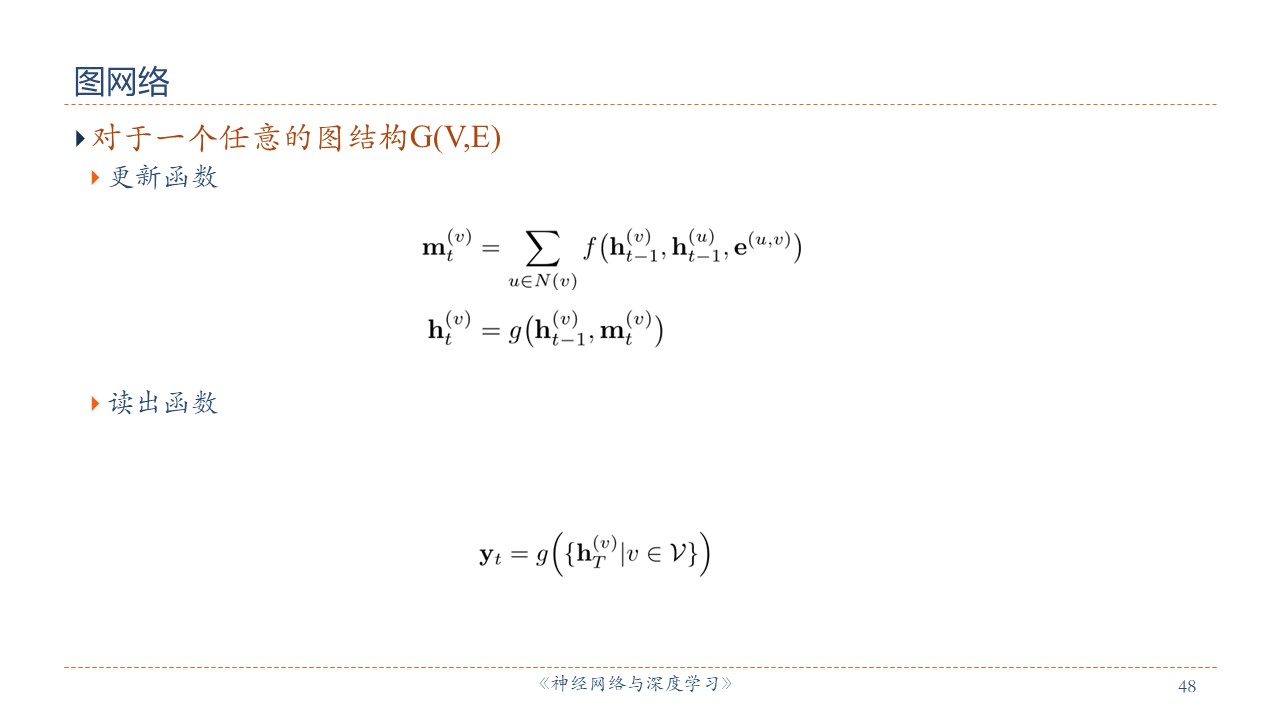 图网络
对于一个任意的图结构G(V,E)
更新函数
$\mathbf{m}_t^{(v)} = \sum_{u \in N(v)} f\big(\mathbf{h}_{t-1}^{(v)}, \mathbf{h}_{t-1}^{(u)}, \mathbf{e}^{(u,v)}\big)$
$\mathbf{h}_t^{(v)} = g\big(\mathbf{h}_{t-1}^{(v)}, \mathbf{m}_t^{(v)}\big)$
读出函数
$\mathbf{y}_t = g\Big(\{\mathbf{h}_T^{(v)} | v \in \mathcal{V}\}\Big)$
《神经网络与深度学习》
48